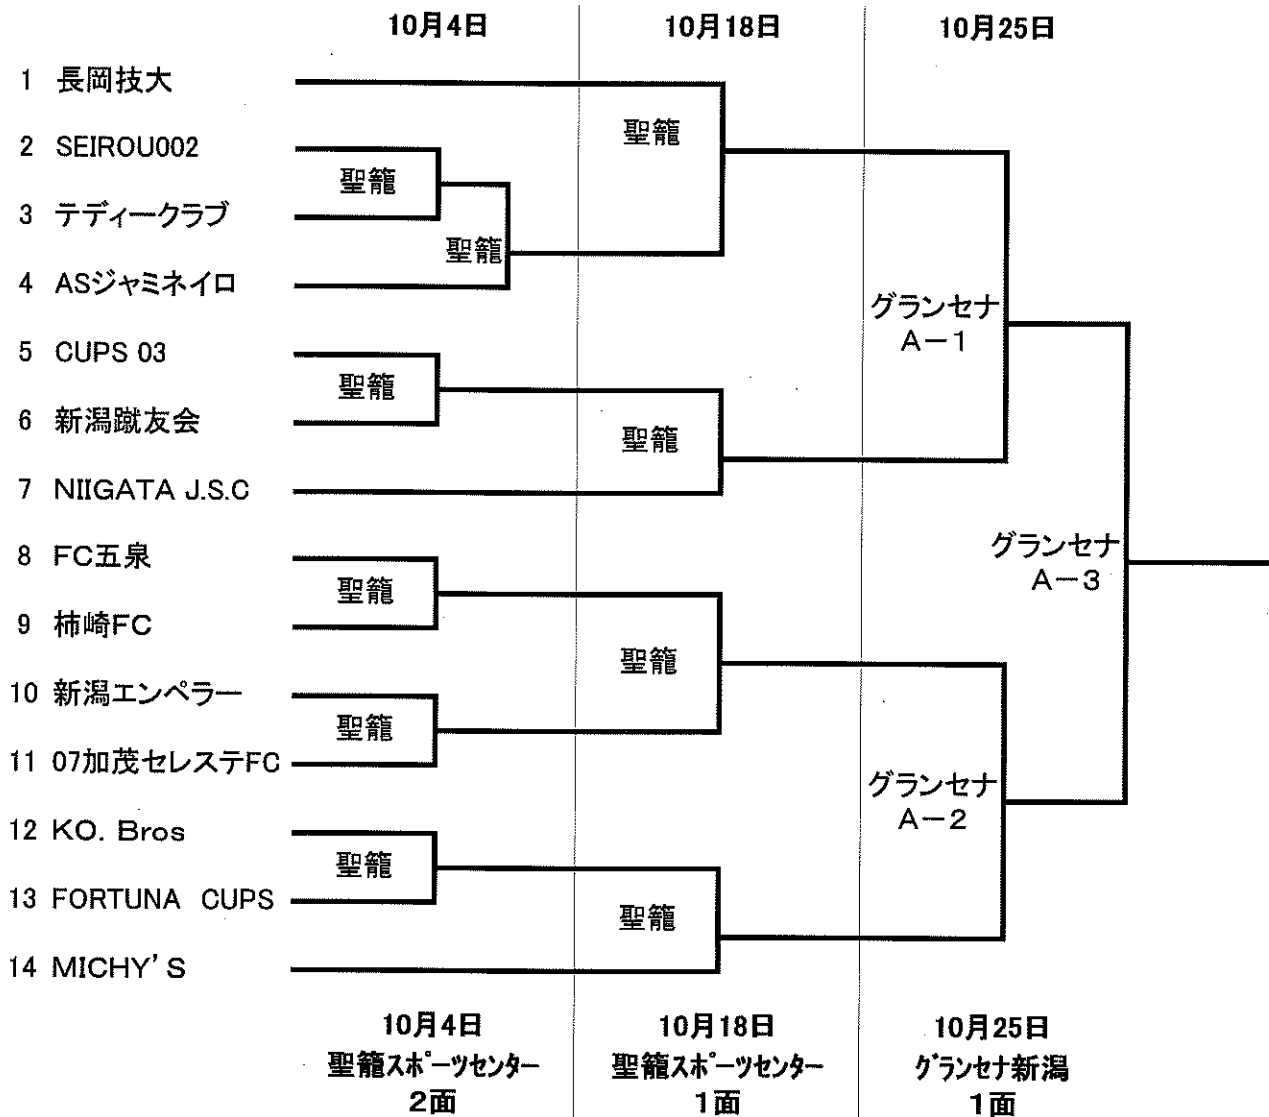 10月4日 10月18日 10月25日
1 長岡技大
聖籠
2 SEIROU002
聖籠
3 テディークラブ
聖籠
4 ASジャミネイロ
グランセナ
A－1
5 CUPS 03
聖籠
6 新潟蹴友会
聖籠
7 NIIGATA J.S.C
8 FC五泉
グランセナ
A－3
聖籠
9 柿崎FC
聖籠
10 新潟エンペラー
聖籠
11 07加茂セレステFC
グランセナ
A－2
12 KO. Bros
聖籠
13 FORTUNA CUPS
聖籠
14 MICHY'S
10月4日 10月18日 10月25日
聖籠スポーツセンター 聖籠スポーツセンター グランセナ新潟
2面 1面 1面